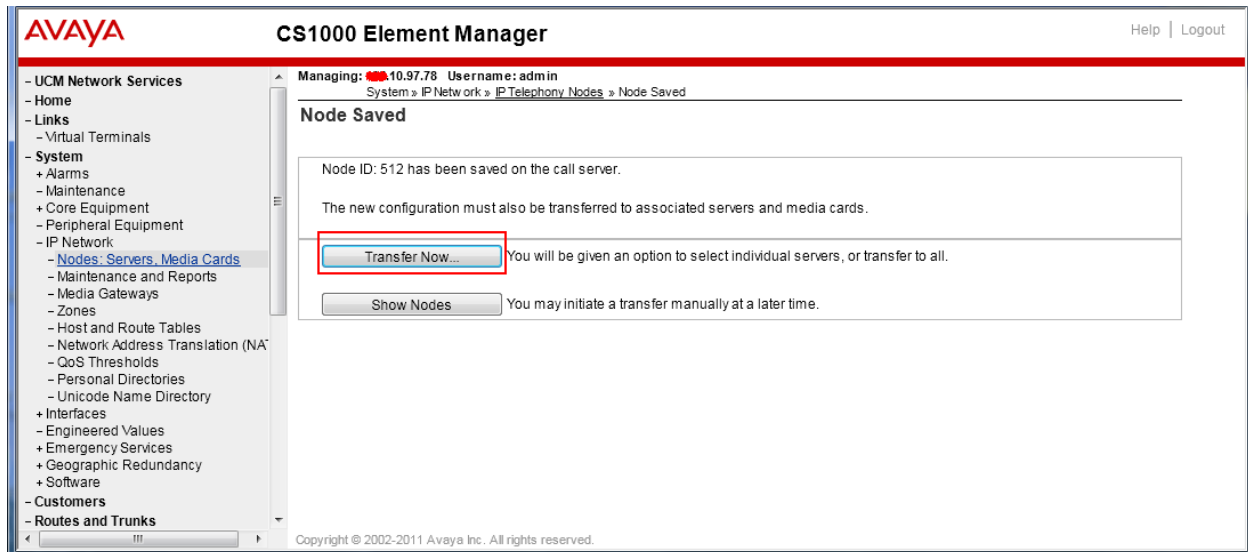 AVAYA
CS1000 Element Manager
Help | Logout
- UCM Network Services
- Home
- Links
- Virtual Terminals
- System
+ Alarms
- Maintenance
+ Core Equipment
- Peripheral Equipment
- IP Network
- Nodes: Servers, Media Cards
- Maintenance and Reports
- Media Gateways
- Zones
- Host and Route Tables
- Network Address Translation (NAT
- QoS Thresholds
- Personal Directories
- Unicode Name Directory
+ Interfaces
- Engineered Values
+ Emergency Services
+ Geographic Redundancy
+ Software
- Customers
- Routes and Trunks
Managing: .10.97.78 Username: admin
System » IP Network » IP Telephony Nodes » Node Saved
Node Saved
Node ID: 512 has been saved on the call server.
The new configuration must also be transferred to associated servers and media cards.
Transfer Now... You will be given an option to select individual servers, or transfer to all.
Show Nodes You may initiate a transfer manually at a later time.
Copyright © 2002-2011 Avaya Inc. All rights reserved.